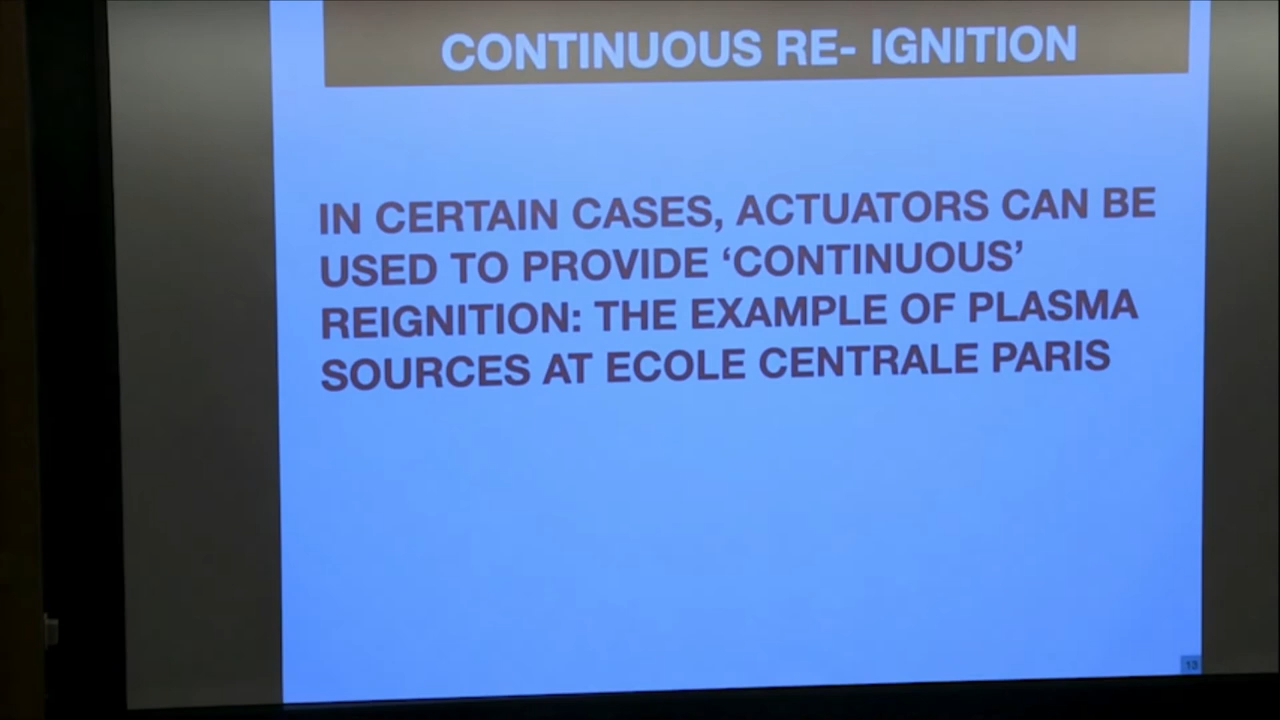 CONTINUOUS RE- IGNITION
IN CERTAIN CASES, ACTUATORS CAN BE
USED TO PROVIDE ‘CONTINUOUS’
REIGNITION: THE EXAMPLE OF PLASMA
SOURCES AT ECOLE CENTRALE PARIS
13